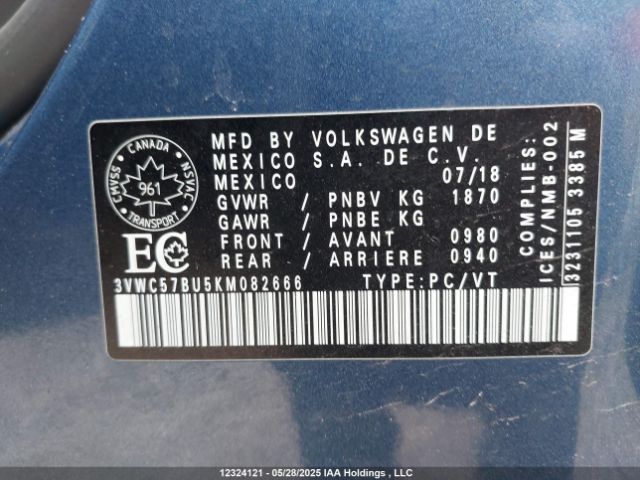 CANADA
CMVSS
NSVAC
961
TRANSPORT
EC
MFD BY VOLKSWAGEN DE
MEXICO S.A. DE C.V.
MEXICO 07/18
GVWR / PNBV KG 1870
GAWR / PNBE KG
FRONT / AVANT 0980
REAR / ARRIERE 0940
3VWC57BU5KM082666 TYPE:PC/VT
COMPLIES:
ICES/NMB-002
3231105 3385 M
12324121 - 05/28/2025 IAA Holdings , LLC